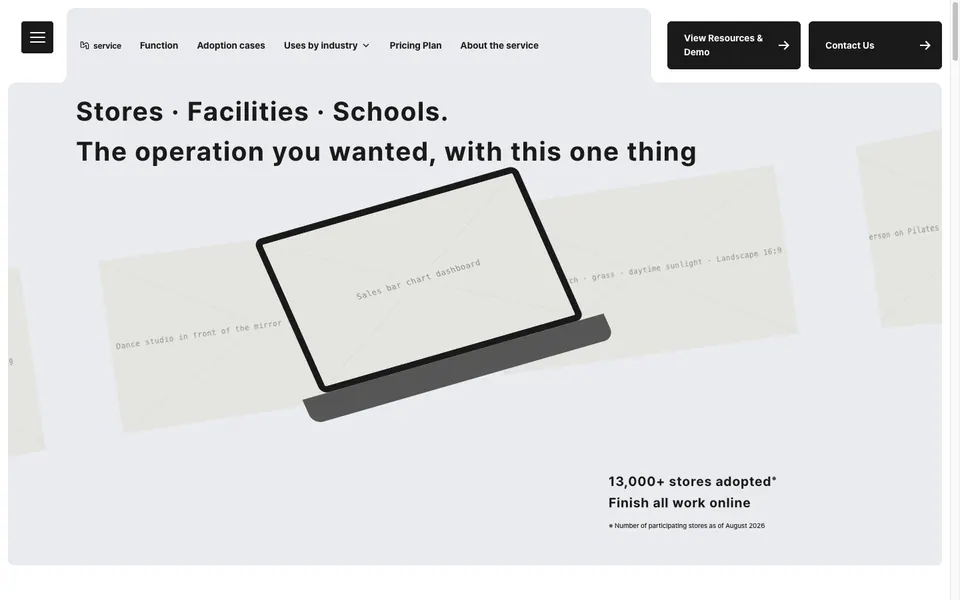 service
Function
Adoption cases
Uses by industry
Pricing Plan
About the service
View Resources &
Demo
Contact Us
Stores · Facilities · Schools.
The operation you wanted, with this one thing
Sales bar chart dashboard
Dance studio in front of the mirror
· grass · daytime sunlight · Landscape 16:9
on Pilates
13,000+ stores adopted*
Finish all work online
* Number of participating stores as of August 2026